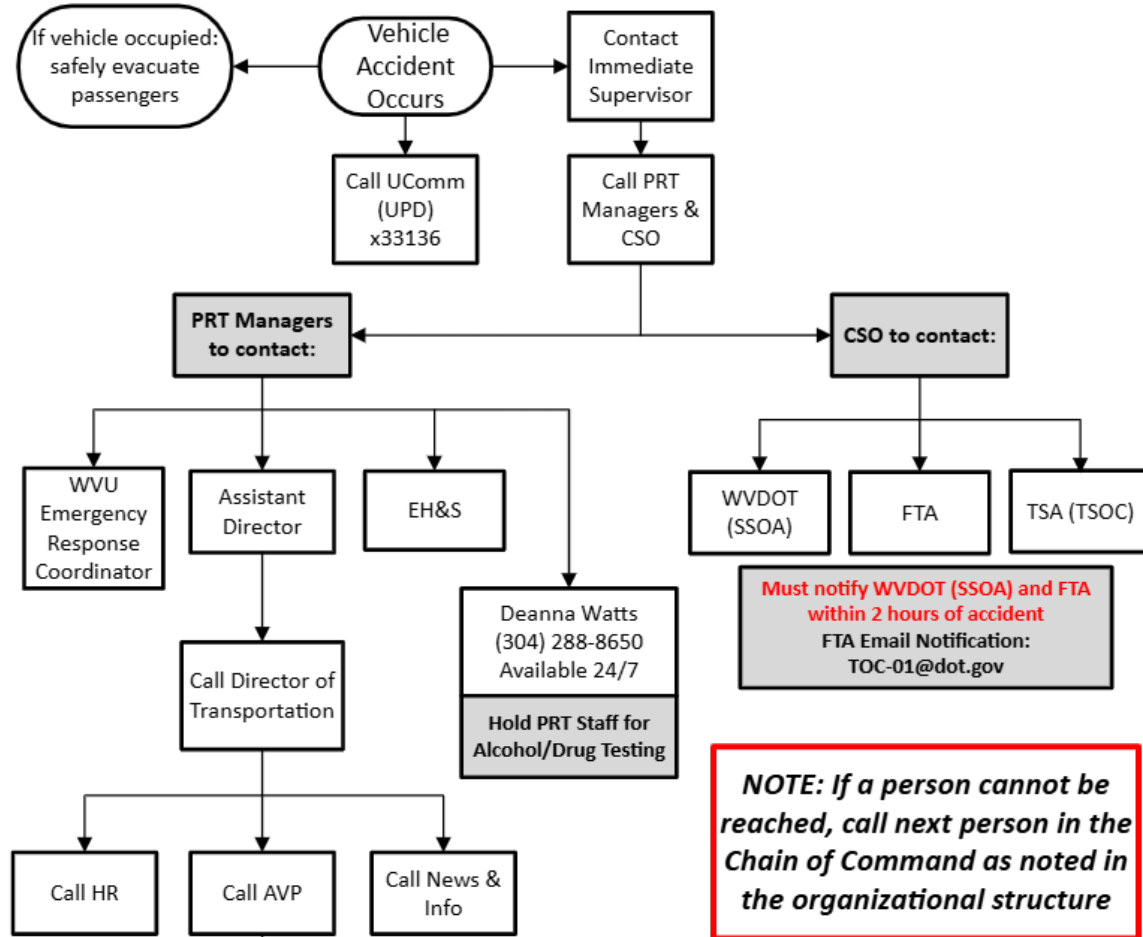 If vehicle occupied:
safely evacuate
passengers
Vehicle
Accident
Occurs
Contact
Immediate
Supervisor
Call UComm
(UPD)
x33136
Call PRT
Managers &
CSO
PRT Managers
to contact:
CSO to contact:
WVU
Emergency
Response
Coordinator
Assistant
Director
EH&S
WVDOT
(SSOA)
FTA
TSA (TSOC)
Must notify WVDOT (SSOA) and FTA
within 2 hours of accident
FTA Email Notification:
TOC-01@dot.gov
Deanna Watts
(304) 288-8650
Available 24/7
Hold PRT Staff for
Alcohol/Drug Testing
Call Director of
Transportation
Call HR
Call AVP
Call News &
Info
NOTE: If a person cannot be
reached, call next person in the
Chain of Command as noted in
the organizational structure